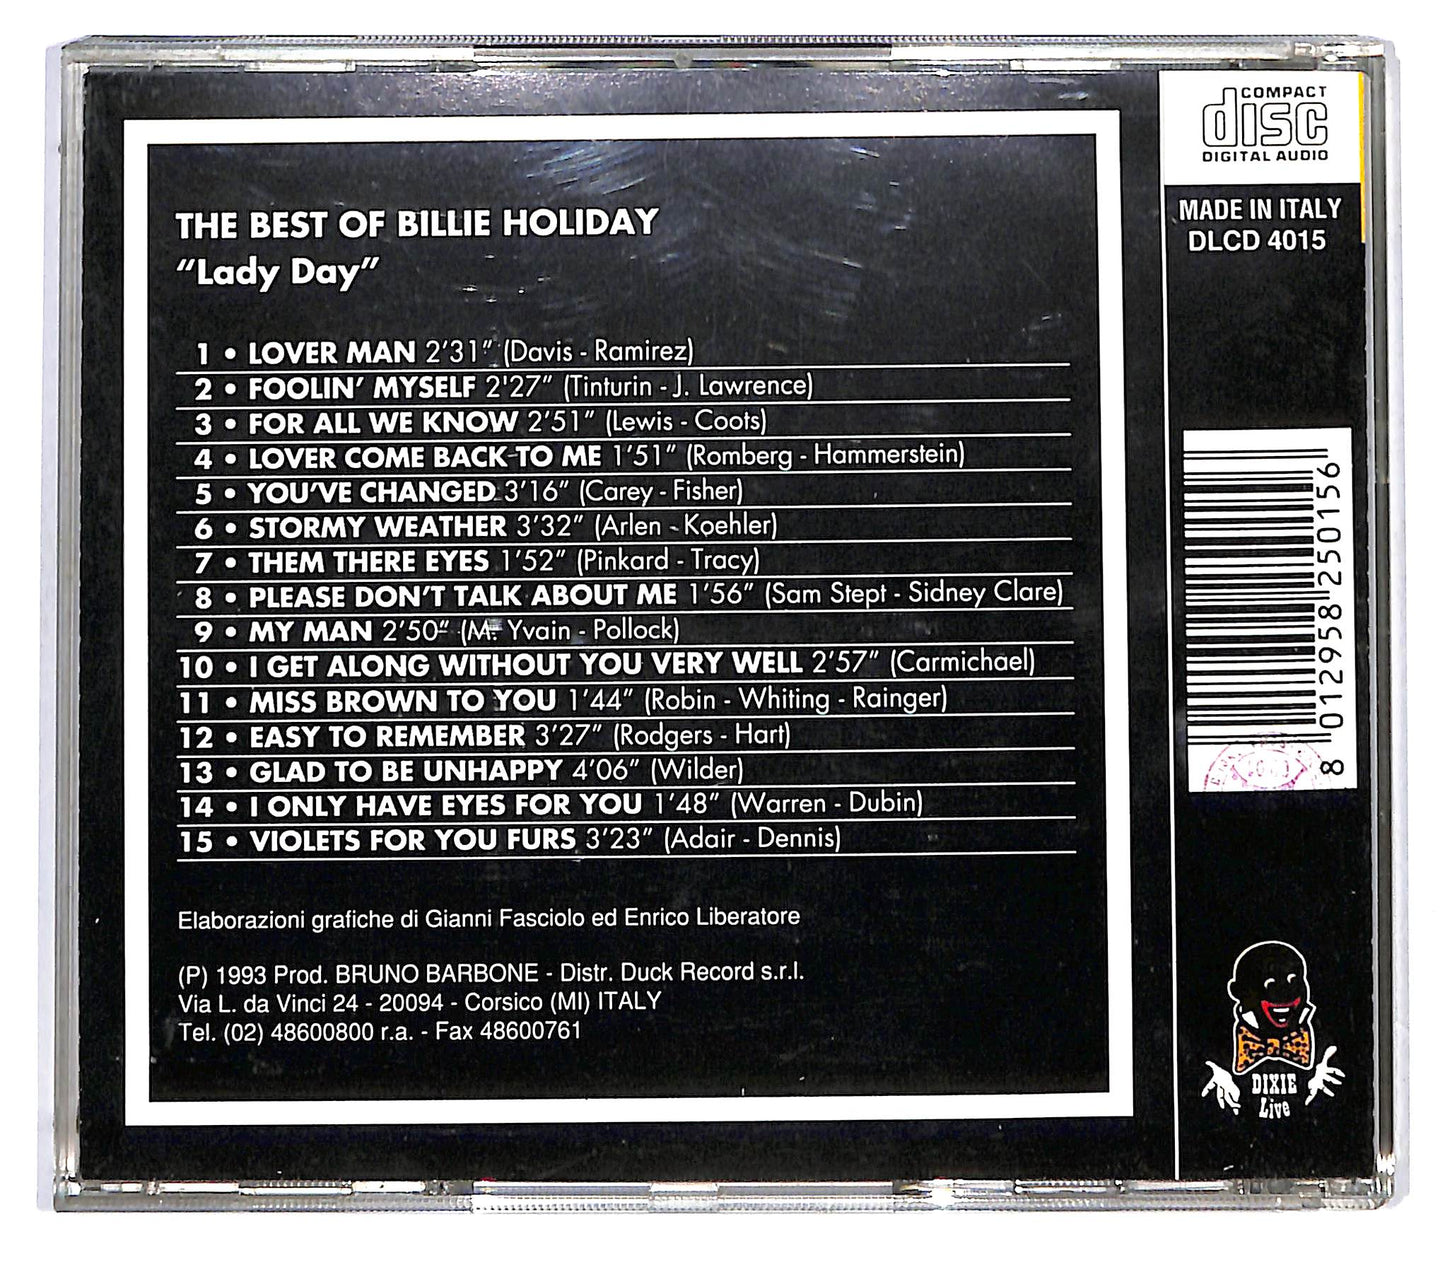 THE BEST OF BILLIE HOLIDAY
"Lady Day"
1 • LOVER MAN 2'31" (Davis - Ramirez)
2 • FOOLIN' MYSELF 2'27" (Tinturin - J. Lawrence)
3 • FOR ALL WE KNOW 2'51" (Lewis - Coots)
4 • LOVER COME BACK TO ME 1'51" (Romberg - Hammerstein)
5 • YOU'VE CHANGED 3'16" (Carey - Fisher)
6 • STORMY WEATHER 3'32" (Arlen - Koehler)
7 • THEM THERE EYES 1'52" (Pinkard - Tracy)
8 • PLEASE DON'T TALK ABOUT ME 1'56" (Sam Stept - Sidney Clare)
9 • MY MAN 2'50" (M. Yvain - Pollock)
10 • I GET ALONG WITHOUT YOU VERY WELL 2'57" (Carmichael)
11 • MISS BROWN TO YOU 1'44" (Robin - Whiting - Rainger)
12 • EASY TO REMEMBER 3'27" (Rodgers - Hart)
13 • GLAD TO BE UNHAPPY 4'06" (Wilder)
14 • I ONLY HAVE EYES FOR YOU 1'48" (Warren - Dubin)
15 • VIOLETS FOR YOU FURS 3'23" (Adair - Dennis)
Elaborazioni grafiche di Gianni Fasciolo ed Enrico Liberatore
(P) 1993 Prod. BRUNO BARBONE - Distr. Duck Record s.r.l.
Via L. da Vinci 24 - 20094 - Corsico (MI) ITALY
Tel. (02) 48600800 r.a. - Fax 48600761
COMPACT
disc
DIGITAL AUDIO
MADE IN ITALY
DLCD 4015
8 012958 250156
DIXIE
Live